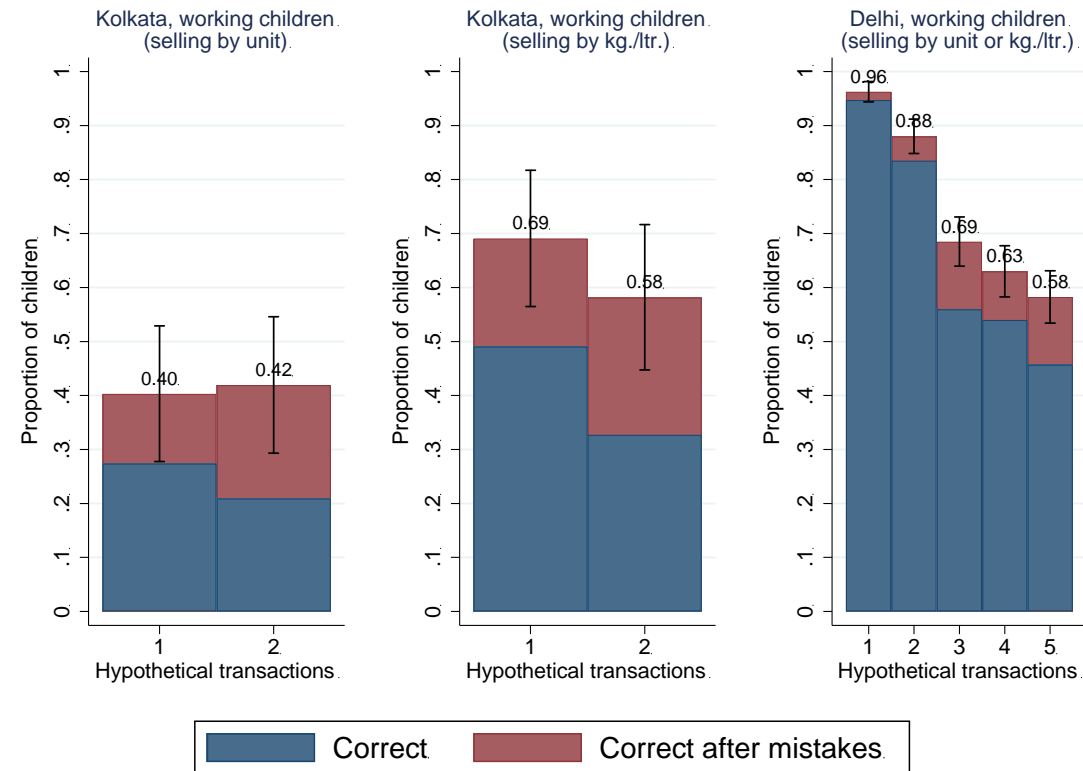 Kolkata, working children
(selling by unit)
Proportion of children
1
.9
.8
.7
.6
.5
.4
.3
.2
.1
0
0.40
0.42
1 2
Hypothetical transactions
Kolkata, working children
(selling by kg./ltr.)
Proportion of children
1
.9
.8
.7
.6
.5
.4
.3
.2
.1
0
0.69
0.58
1 2
Hypothetical transactions
Delhi, working children
(selling by unit or kg./ltr.)
Proportion of children
1
.9
.8
.7
.6
.5
.4
.3
.2
.1
0
0.96
0.88
0.69
0.63
0.58
1 2 3 4 5
Hypothetical transactions
Correct
Correct after mistakes